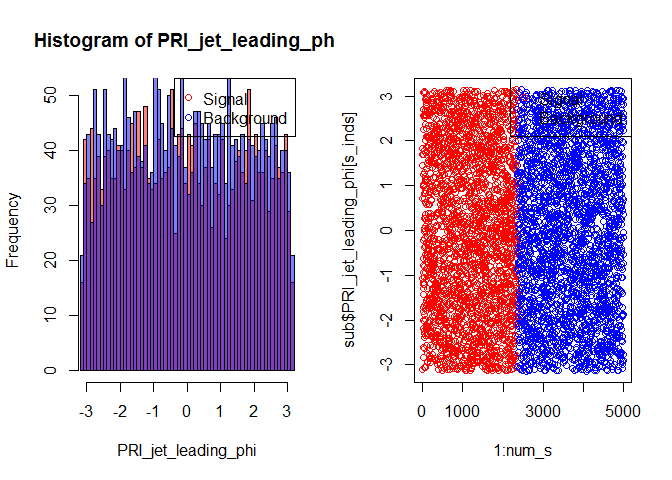 Histogram of PRI_jet_leading_ph
Frequency
0 10 20 30 40 50
Signal
Background
-3 -2 -1 0 1 2 3
PRI_jet_leading_phi
sub$PRI_jet_leading_phi[s_inds]
-3 -2 -1 0 1 2 3
0 1000 3000 5000
1:num_s